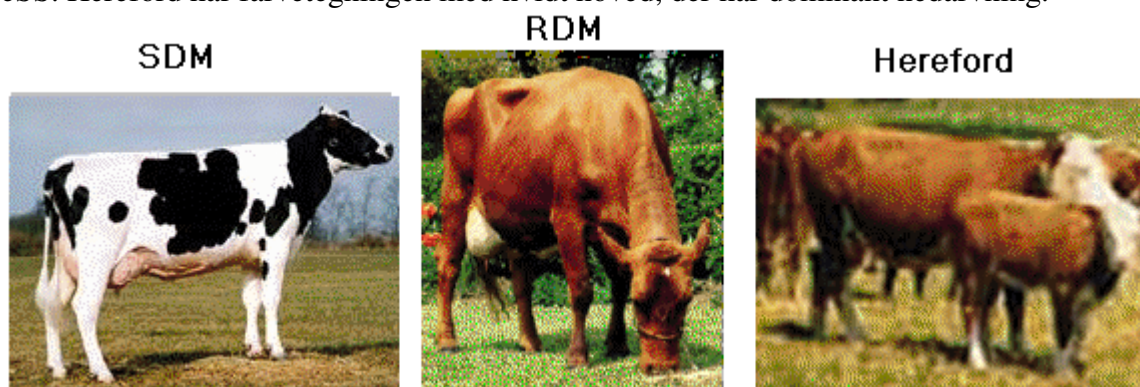 Hereford har farvetegningen med hvidt hoved, der har dominant nedarvning.
SDM
RDM
Hereford